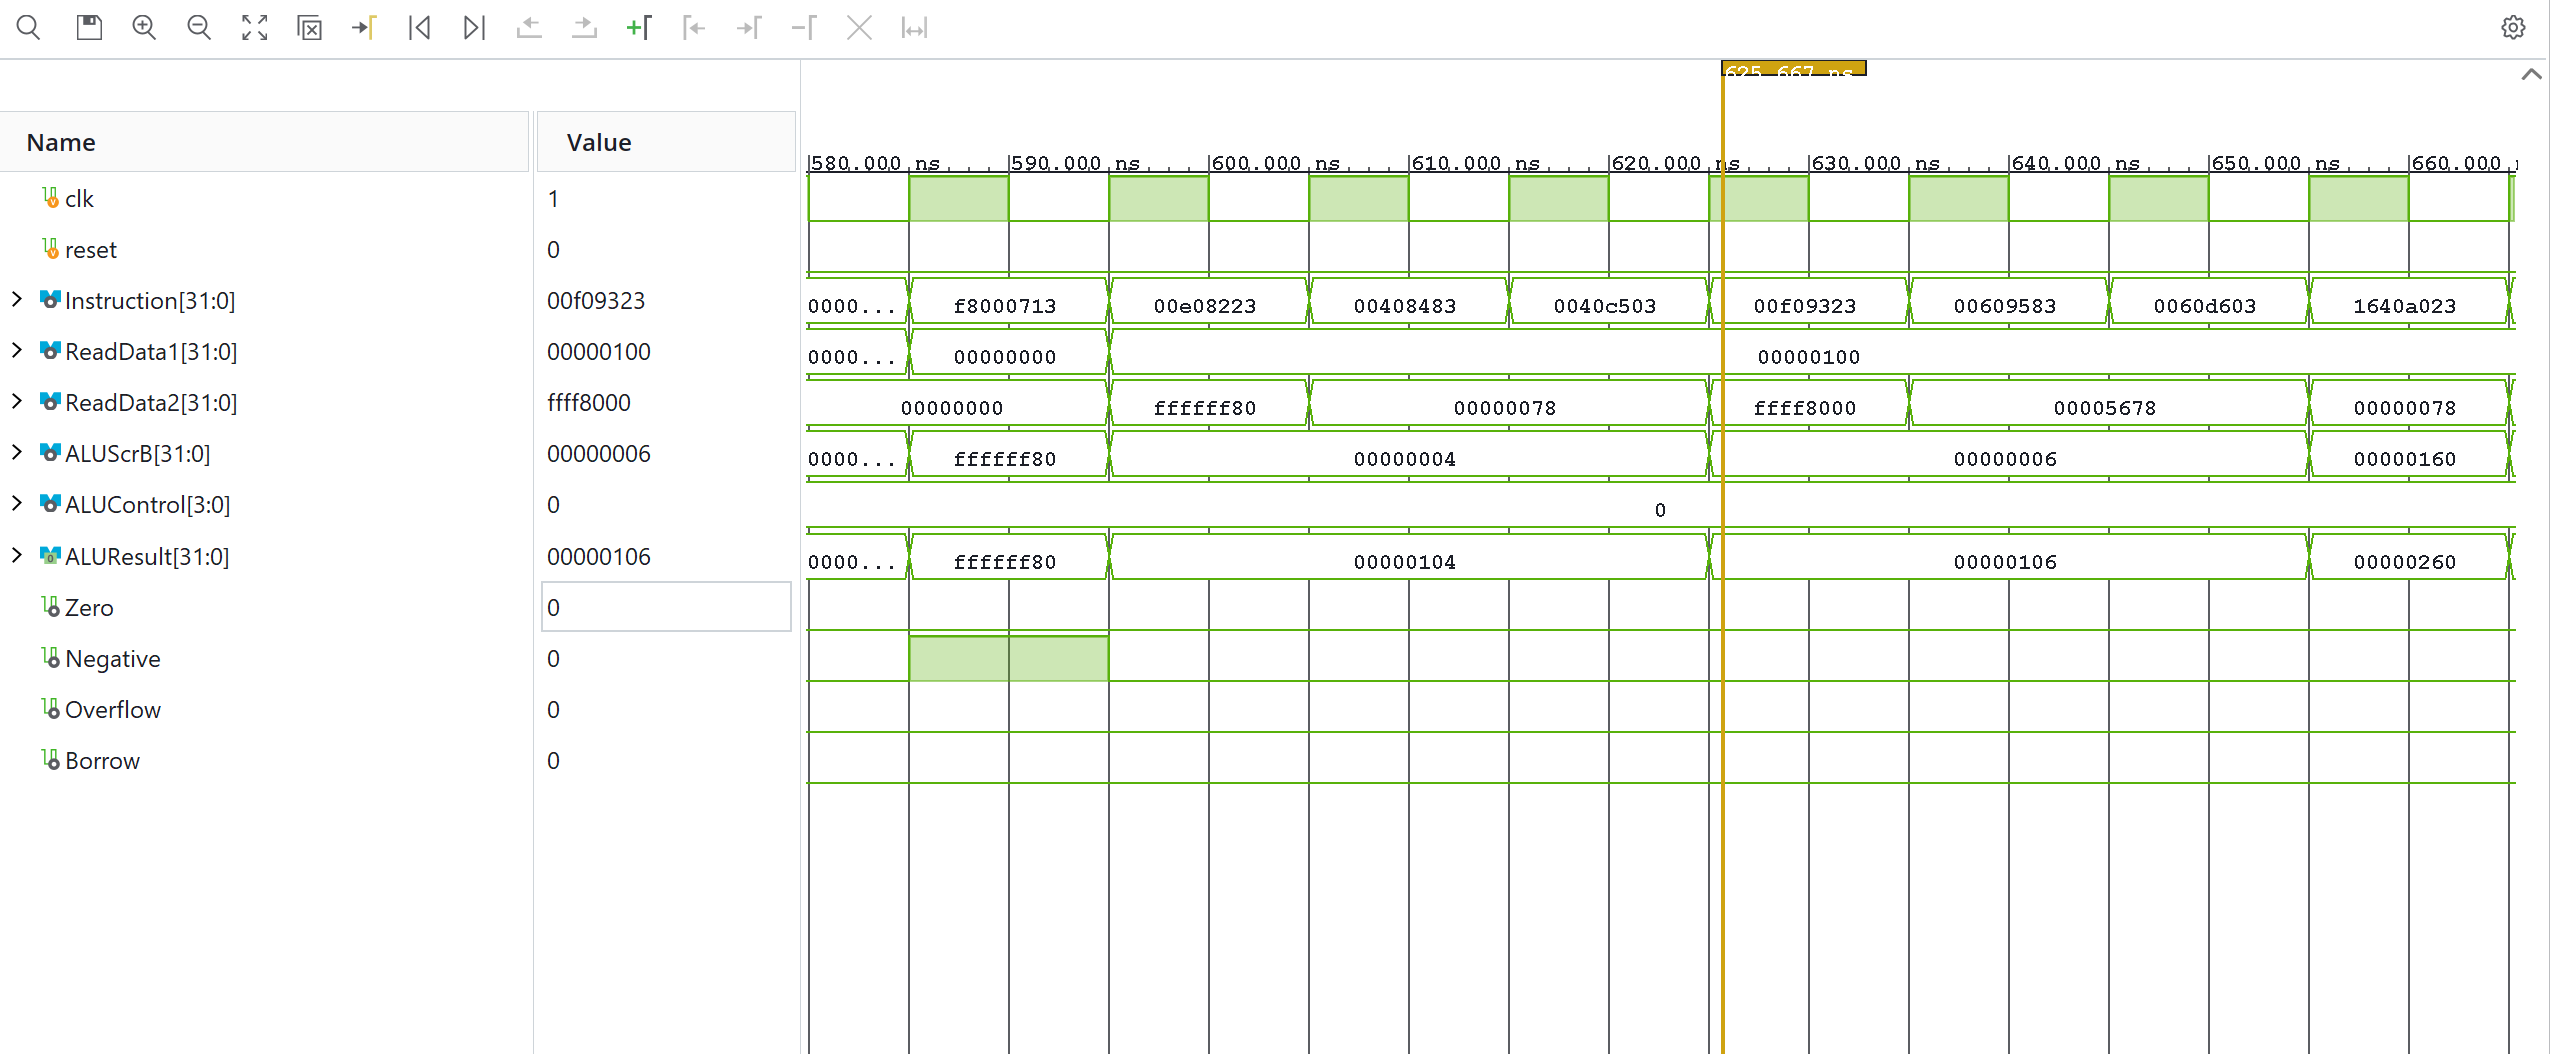 625.667 ns
Name Value
580.000 ns 590.000 ns 600.000 ns 610.000 ns 620.000 ns 630.000 ns 640.000 ns 650.000 ns 660.000
clk 1
reset 0
Instruction[31:0] 00f09323 0000... f8000713 00e08223 00408483 0040c503 00f09323 00609583 0060d603 1640a023
ReadData1[31:0] 00000100 0000... 00000000 00000100
ReadData2[31:0] ffff8000 00000000 ffffff80 00000078 ffff8000 00005678 00000078
ALUScrB[31:0] 00000006 0000... ffffff80 00000004 00000006 00000160
ALUControl[3:0] 0 0
ALUResult[31:0] 00000106 0000... ffffff80 00000104 00000106 00000260
Zero 0
Negative 0
Overflow 0
Borrow 0